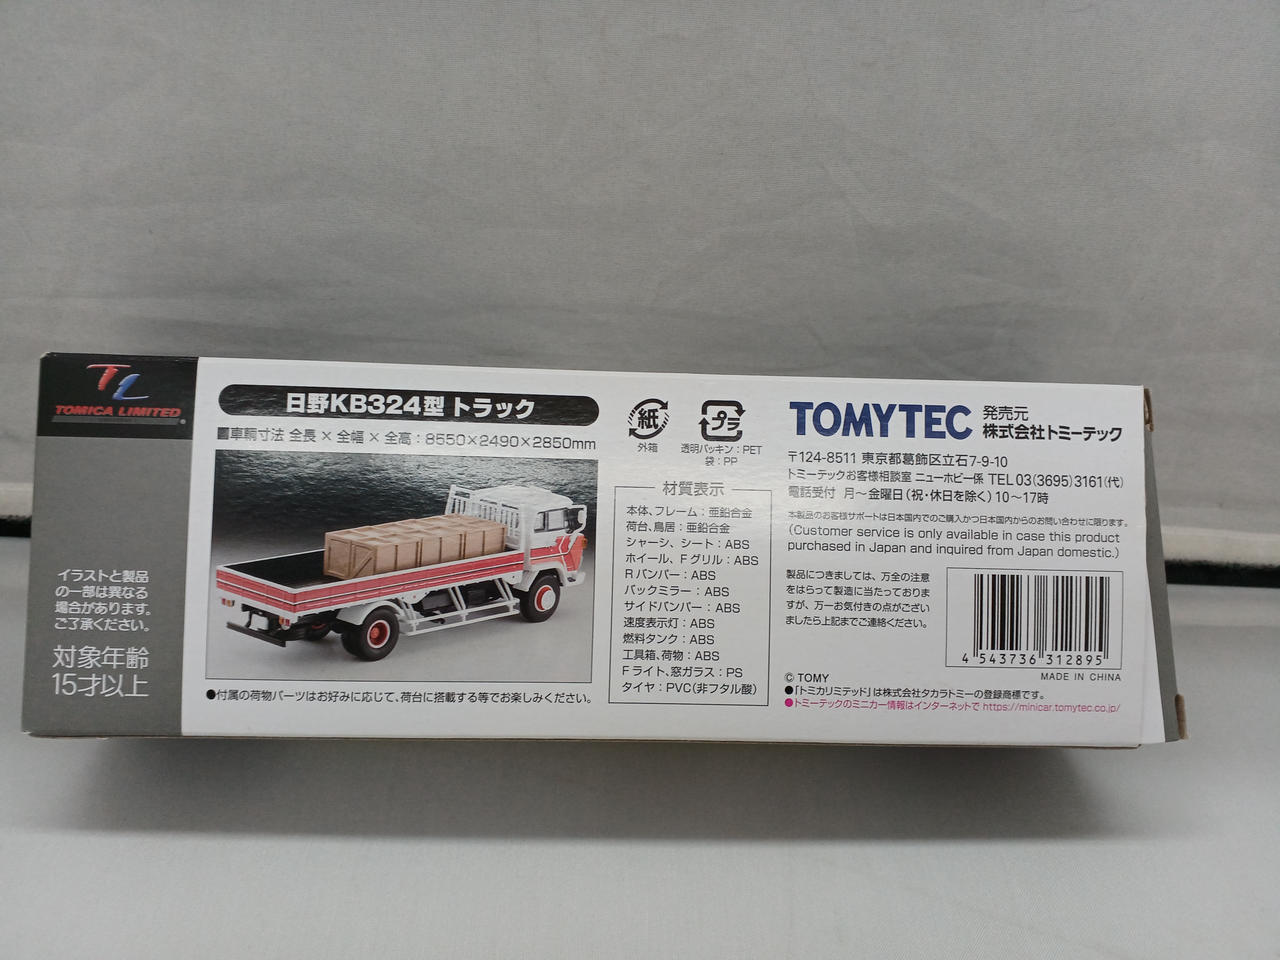 TL
TOMICA LIMITED
イラストと製品
の一部は異なる
場合があります。
ご了承ください。
対象年齢
15才以上
日野KB324型 トラック
■車輌寸法 全長 × 全幅 × 全高：8550×2490×2850mm
●付属の荷物パーツはお好みに応じて、荷台に搭載する等でお楽しみください。
紙
外箱
プラ
透明パッキン：PET
袋：PP
材質表示
本体、フレーム：亜鉛合金
荷台、鳥居：亜鉛合金
シャーシ、シート：ABS
ホイール、Fグリル：ABS
Rバンパー：ABS
バックミラー：ABS
サイドバンパー：ABS
速度表示灯：ABS
燃料タンク：ABS
工具箱、荷物：ABS
Fライト、窓ガラス：PS
タイヤ：PVC(非フタル酸)
TOMYTEC 発売元
株式会社トミーテック
〒124-8511 東京都葛飾区立石7-9-10
トミーテックお客様相談室 ニューホビー係 TEL 03(3695)3161(代)
電話受付 月～金曜日(祝・休日を除く) 10～17時
本製品のお客様サポートは日本国内でのご購入かつ日本国内からのお問い合わせに限ります。
(Customer service is only available in case this product
purchased in Japan and inquired from Japan domestic.)
製品につきましては、万全の注意
をはらって製造に当たっておりま
すが、万一お気付きの点がござい
ましたら上記までご連絡ください。
4 543736 312895
MADE IN CHINA
© TOMY
●「トミカリミテッド」は株式会社タカラトミーの登録商標です。
●トミーテックのミニカー情報はインターネットで https://minicar.tomytec.co.jp/